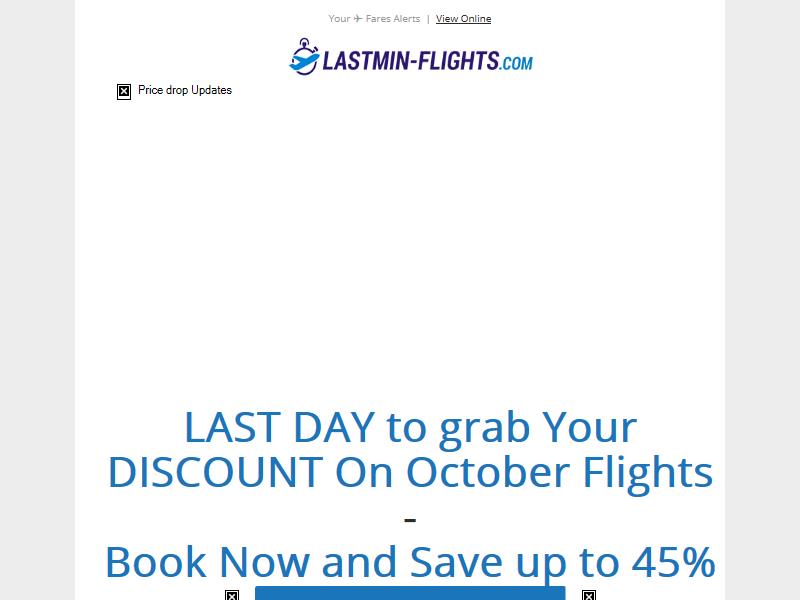 Your ✈ Fares Alerts | View Online
LASTMIN-FLIGHTS.COM
Price drop Updates
LAST DAY to grab Your
DISCOUNT On October Flights
-
Book Now and Save up to 45%